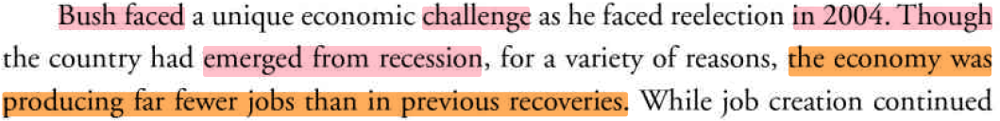 Bush faced a unique economic challenge as he faced reelection in 2004. Though
the country had emerged from recession, for a variety of reasons, the economy was
producing far fewer jobs than in previous recoveries. While job creation continued